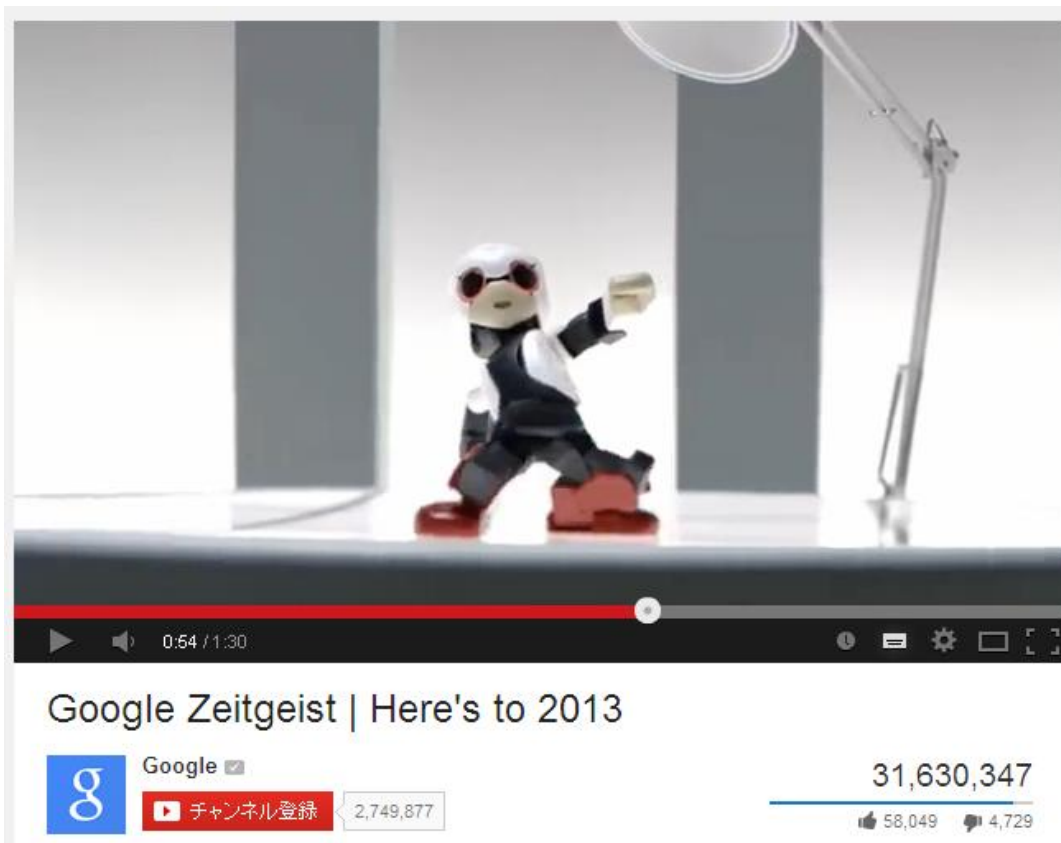 0:54 / 1:30
Google Zeitgeist | Here's to 2013
g
Google
チャンネル登録 2,749,877
31,630,347
58,049 4,729